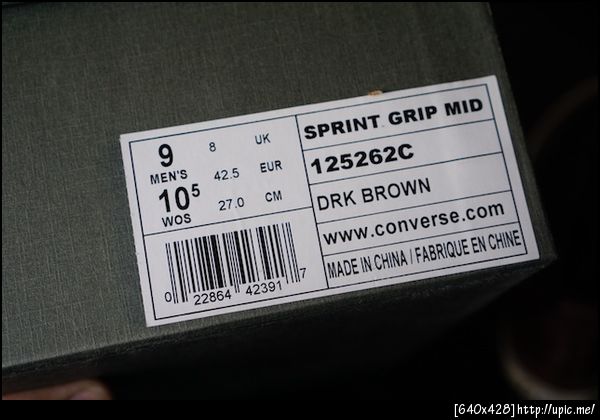 9 8 UK
MEN'S
42.5 EUR
10⁵
27.0 CM
WOS
0 22864 42391 7
SPRINT GRIP MID
125262C
DRK BROWN
www.converse.com
MADE IN CHINA / FABRIQUE EN CHINE
[640x428]http://upic.me/